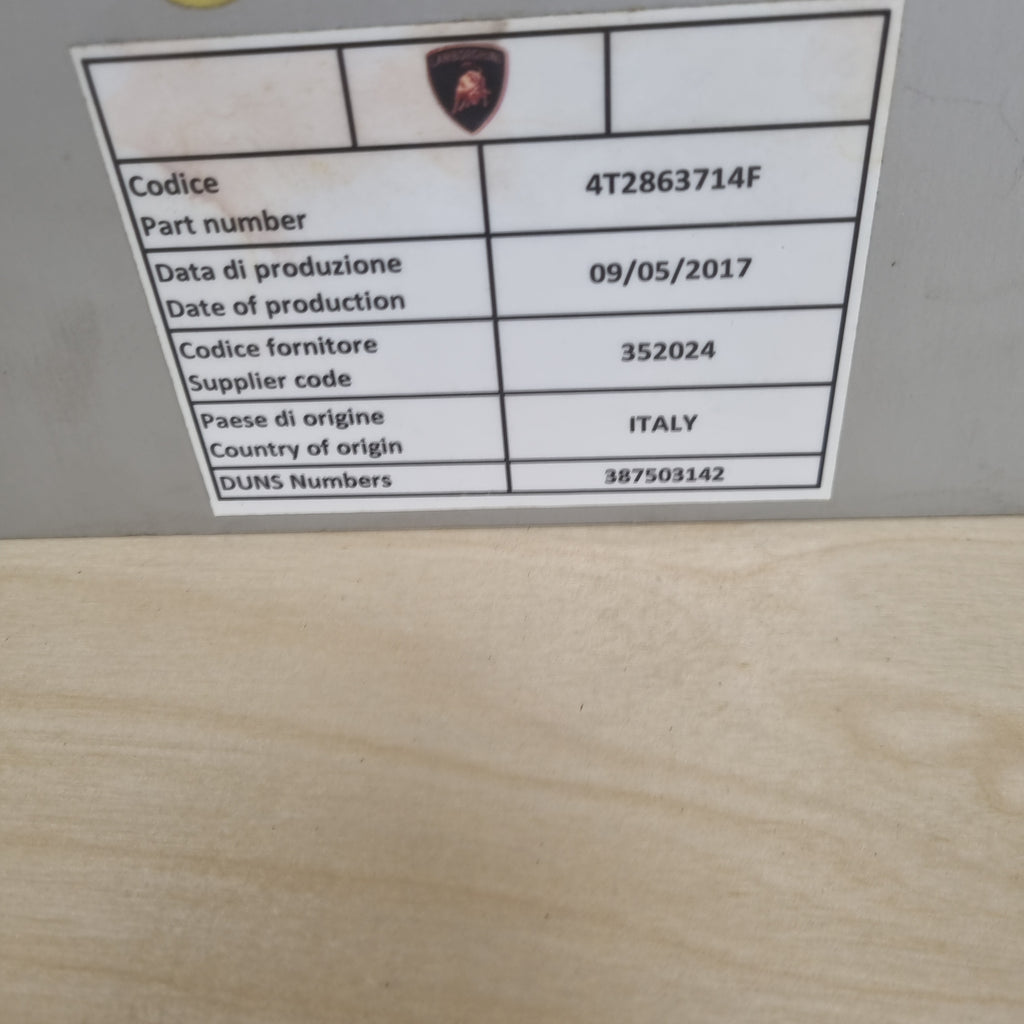 LAMBORGHINI
Codice
Part number
4T2863714F
Data di produzione
Date of production
09/05/2017
Codice fornitore
Supplier code
352024
Paese di origine
Country of origin
ITALY
DUNS Numbers
387503142